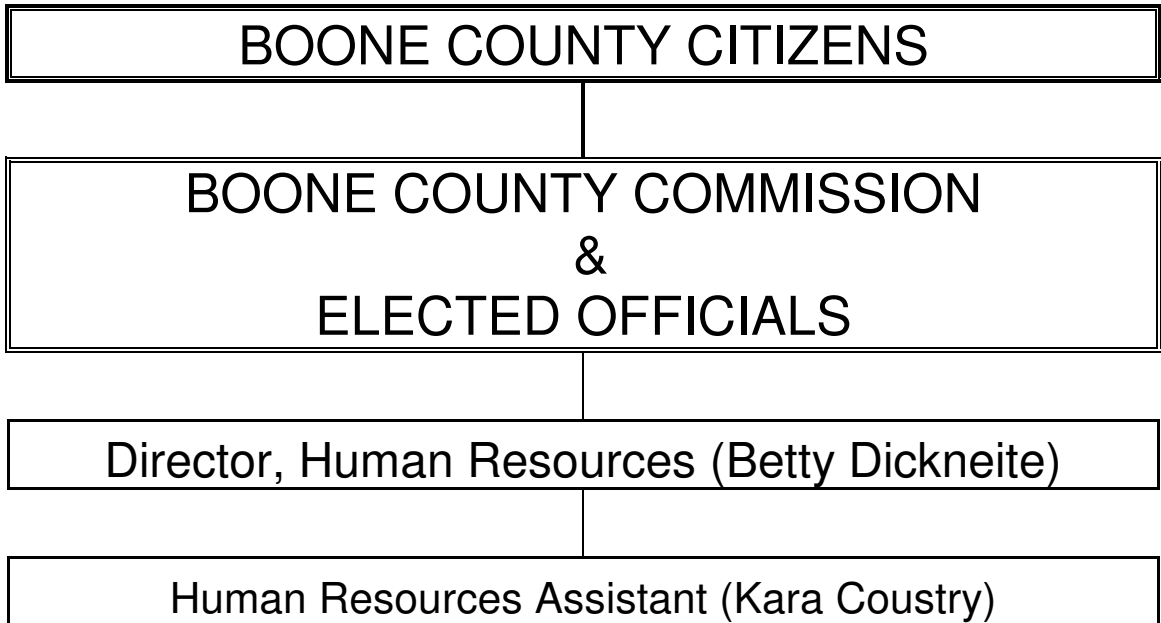 BOONE COUNTY CITIZENS
BOONE COUNTY COMMISSION
&
ELECTED OFFICIALS
Director, Human Resources (Betty Dickneite)
Human Resources Assistant (Kara Coustry)